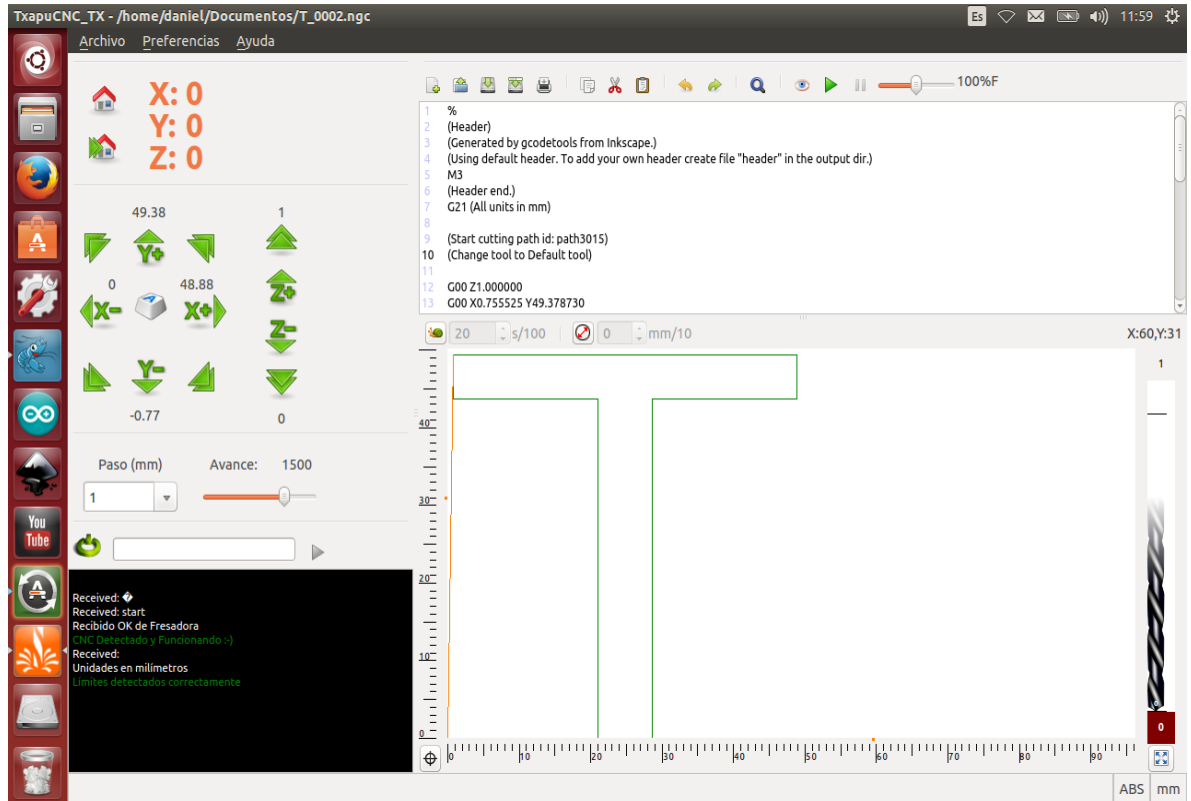 TxapuCNC_TX - /home/daniel/Documentos/T_0002.ngc
Es
11:59
Archivo Preferencias Ayuda
X: 0
Y: 0
Z: 0
49.38
1
Y+
0
48.88
X-
X+
Z+
Z-
Y-
-0.77
0
Paso (mm)
Avance: 1500
1
You
Tube
Received: �
Received: start
Recibido OK de Fresadora
CNC Detectado y Funcionando :-)
Received:
Unidades en milímetros
Limites detectados correctamente
100%F
1 %
2 (Header)
3 (Generated by gcodetools from Inkscape.)
4 (Using default header. To add your own header create file "header" in the output dir.)
5 M3
6 (Header end.)
7 G21 (All units in mm)
8
9 (Start cutting path id: path3015)
10 (Change tool to Default tool)
11
12 G00 Z1.000000
13 G00 X0.755525 Y49.378730
20 s/100 0 mm/10
X:60,Y:31
1
40
30
20
10
0
0 10 20 30 40 50 60 70 80 90
0
ABS mm